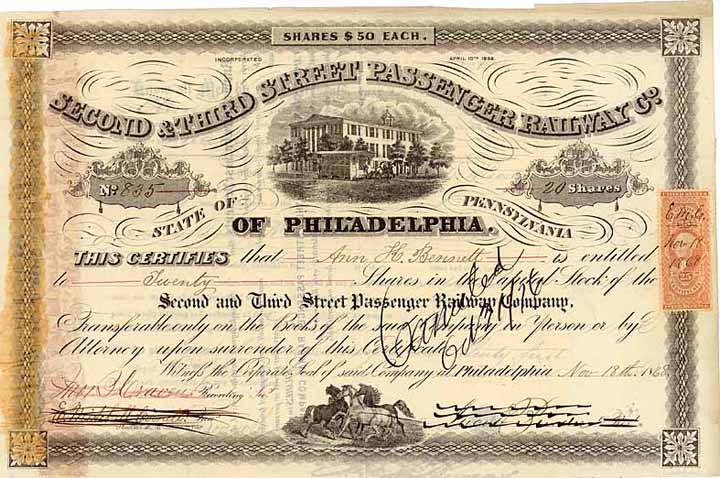 SHARES $50 EACH.
INCORPORATED APRIL 10TH 1858.
SECOND & THIRD STREET PASSENGER RAILWAY Co.
No. 835
20 Shares
STATE OF PENNSYLVANIA
OF PHILADELPHIA.
THIS CERTIFIES that Ann H. Bennett is entitled
to Twenty Shares in the Capital Stock of the
Second and Third Street Passenger Railway Company.
Transferable only on the Books of the said Company in Person or by
Attorney upon surrender of this Certificate
Witness the Corporate Seal of said Company at Philadelphia Nov 18th. 1868
Recording Sec
Cancelled
Nov 18
1868
25